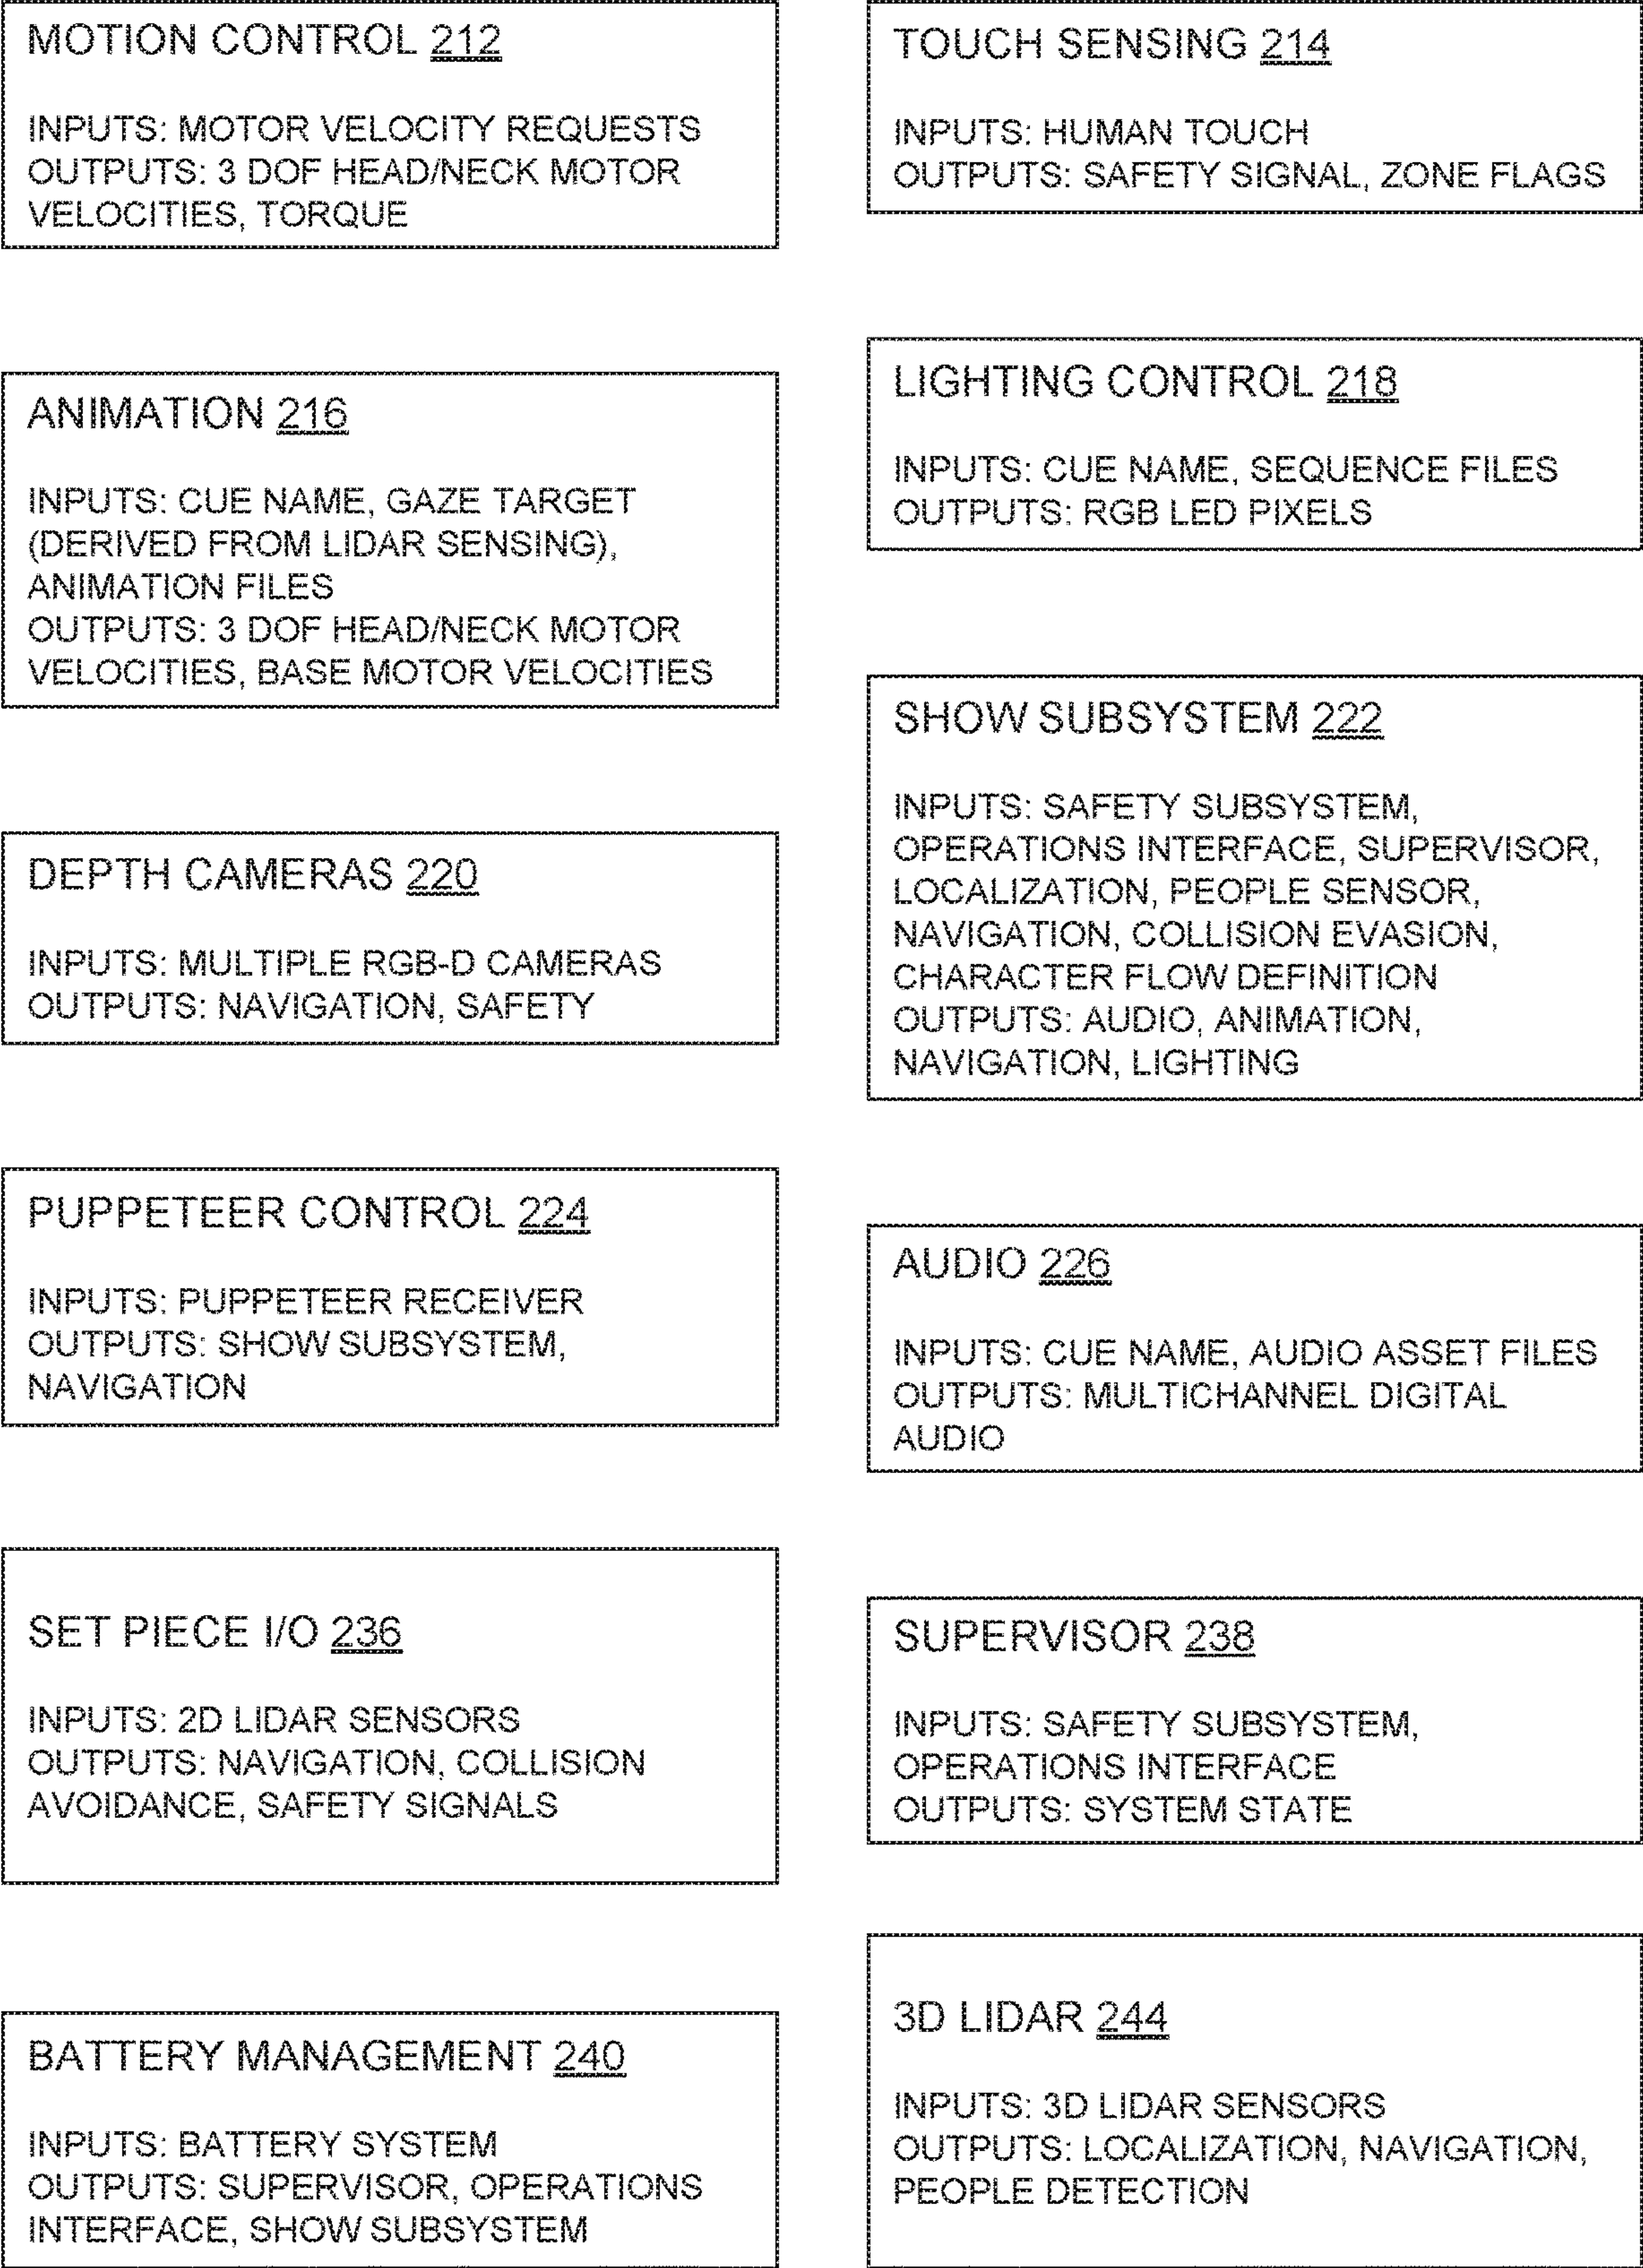 MOTION CONTROL 212
INPUTS: MOTOR VELOCITY REQUESTS
OUTPUTS: 3 DOF HEAD/NECK MOTOR
VELOCITIES, TORQUE
TOUCH SENSING 214
INPUTS: HUMAN TOUCH
OUTPUTS: SAFETY SIGNAL, ZONE FLAGS
ANIMATION 216
INPUTS: CUE NAME, GAZE TARGET
(DERIVED FROM LIDAR SENSING),
ANIMATION FILES
OUTPUTS: 3 DOF HEAD/NECK MOTOR
VELOCITIES, BASE MOTOR VELOCITIES
LIGHTING CONTROL 218
INPUTS: CUE NAME, SEQUENCE FILES
OUTPUTS: RGB LED PIXELS
DEPTH CAMERAS 220
INPUTS: MULTIPLE RGB-D CAMERAS
OUTPUTS: NAVIGATION, SAFETY
SHOW SUBSYSTEM 222
INPUTS: SAFETY SUBSYSTEM,
OPERATIONS INTERFACE, SUPERVISOR,
LOCALIZATION, PEOPLE SENSOR,
NAVIGATION, COLLISION EVASION,
CHARACTER FLOW DEFINITION
OUTPUTS: AUDIO, ANIMATION,
NAVIGATION, LIGHTING
PUPPETEER CONTROL 224
INPUTS: PUPPETEER RECEIVER
OUTPUTS: SHOW SUBSYSTEM,
NAVIGATION
AUDIO 226
INPUTS: CUE NAME, AUDIO ASSET FILES
OUTPUTS: MULTICHANNEL DIGITAL
AUDIO
SET PIECE I/O 236
INPUTS: 2D LIDAR SENSORS
OUTPUTS: NAVIGATION, COLLISION
AVOIDANCE, SAFETY SIGNALS
SUPERVISOR 238
INPUTS: SAFETY SUBSYSTEM,
OPERATIONS INTERFACE
OUTPUTS: SYSTEM STATE
BATTERY MANAGEMENT 240
INPUTS: BATTERY SYSTEM
OUTPUTS: SUPERVISOR, OPERATIONS
INTERFACE, SHOW SUBSYSTEM
3D LIDAR 244
INPUTS: 3D LIDAR SENSORS
OUTPUTS: LOCALIZATION, NAVIGATION,
PEOPLE DETECTION